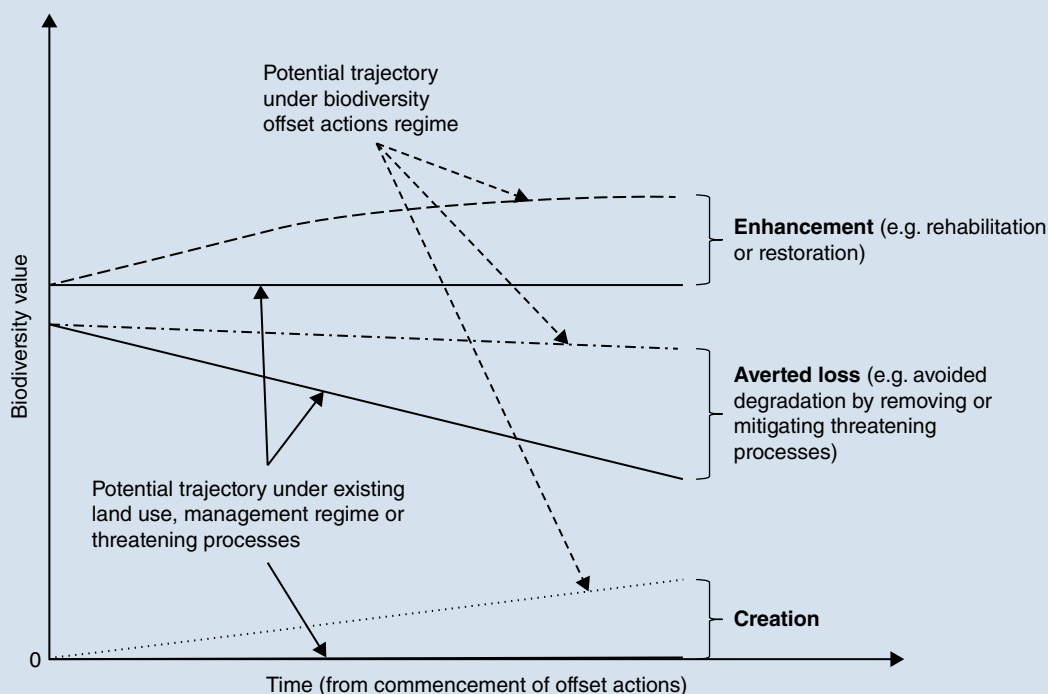 Potential trajectory
under biodiversity
offset actions regime
Enhancement (e.g. rehabilitation
or restoration)
Biodiversity value
Averted loss (e.g. avoided
degradation by removing or
mitigating threatening
processes)
Potential trajectory under existing
land use, management regime or
threatening processes
Creation
0
Time (from commencement of offset actions)